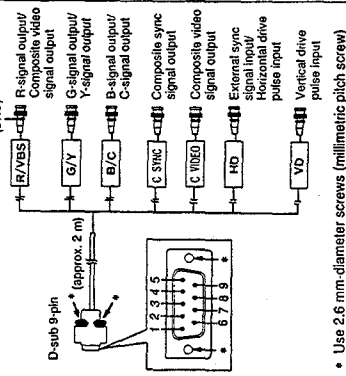 R-signal output/
Composite video
signal output
R/VBS
G-signal output/
Y-signal output
G/Y
B-signal output/
C-signal output
B/C
Composite sync
signal output
C SYNC
Composite video
signal output
C VIDEO
External sync
signal input/
Horizontal drive
pulse input
HD
Vertical drive
pulse input
VD
(approx. 2 m)
D-sub 9-pin
*
*
1 2 3 4 5
6 7 8 9
*
*
* Use 2.6 mm-diameter screws (millimetric pitch screw)